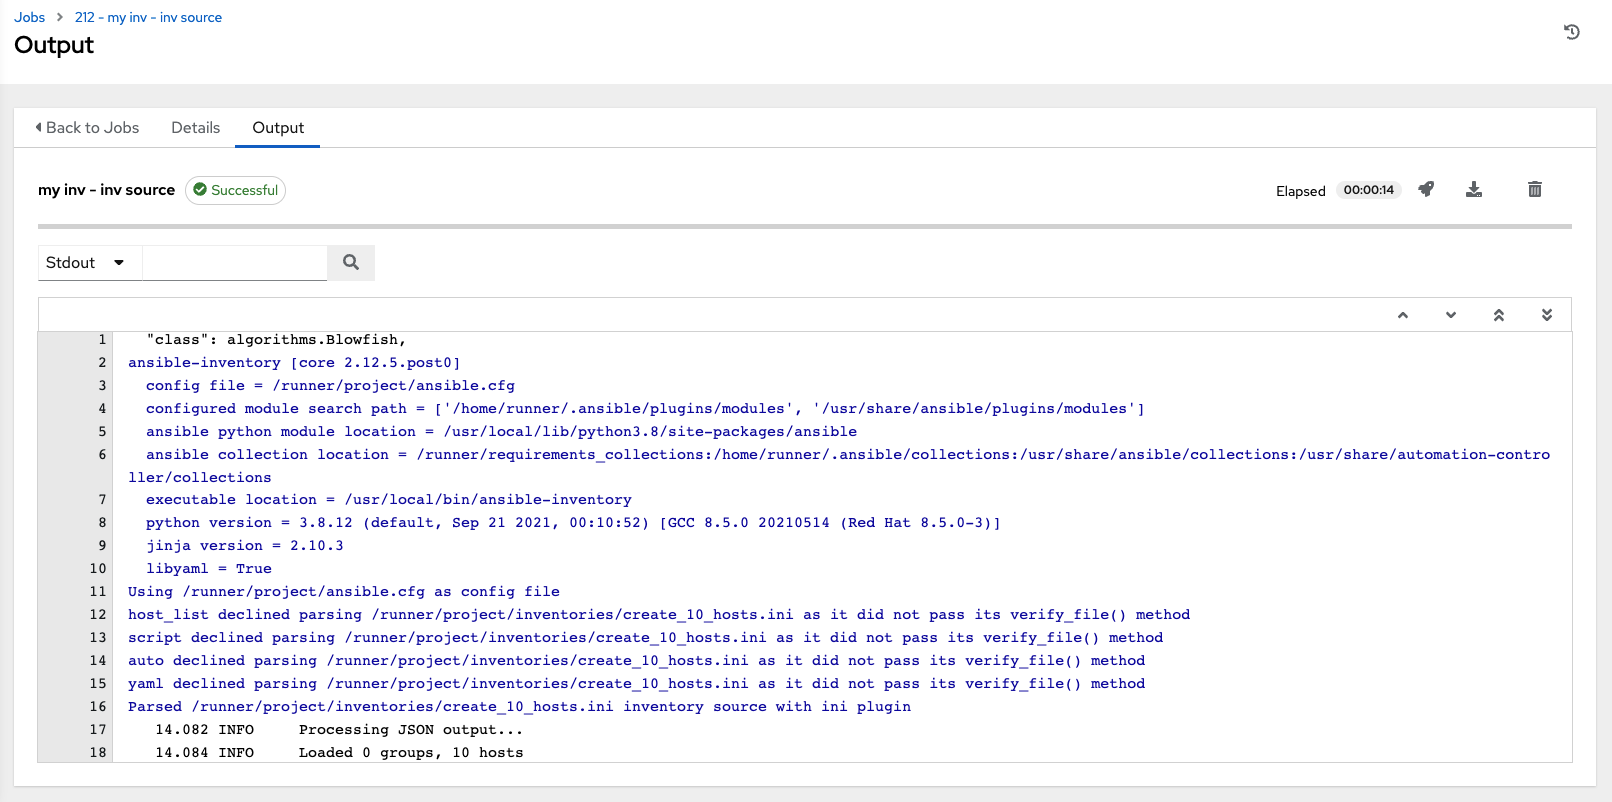 Jobs > 212 - my inv - inv source
Output
Back to Jobs Details Output
my inv - inv source Successful Elapsed 00:00:14
Stdout
1 "class": algorithms.Blowfish,
2 ansible-inventory [core 2.12.5.post0]
3 config file = /runner/project/ansible.cfg
4 configured module search path = ['/home/runner/.ansible/plugins/modules', '/usr/share/ansible/plugins/modules']
5 ansible python module location = /usr/local/lib/python3.8/site-packages/ansible
6 ansible collection location = /runner/requirements_collections:/home/runner/.ansible/collections:/usr/share/ansible/collections:/usr/share/automation-contro
ller/collections
7 executable location = /usr/local/bin/ansible-inventory
8 python version = 3.8.12 (default, Sep 21 2021, 00:10:52) [GCC 8.5.0 20210514 (Red Hat 8.5.0-3)]
9 jinja version = 2.10.3
10 libyaml = True
11 Using /runner/project/ansible.cfg as config file
12 host_list declined parsing /runner/project/inventories/create_10_hosts.ini as it did not pass its verify_file() method
13 script declined parsing /runner/project/inventories/create_10_hosts.ini as it did not pass its verify_file() method
14 auto declined parsing /runner/project/inventories/create_10_hosts.ini as it did not pass its verify_file() method
15 yaml declined parsing /runner/project/inventories/create_10_hosts.ini as it did not pass its verify_file() method
16 Parsed /runner/project/inventories/create_10_hosts.ini inventory source with ini plugin
17 14.082 INFO Processing JSON output...
18 14.084 INFO Loaded 0 groups, 10 hosts